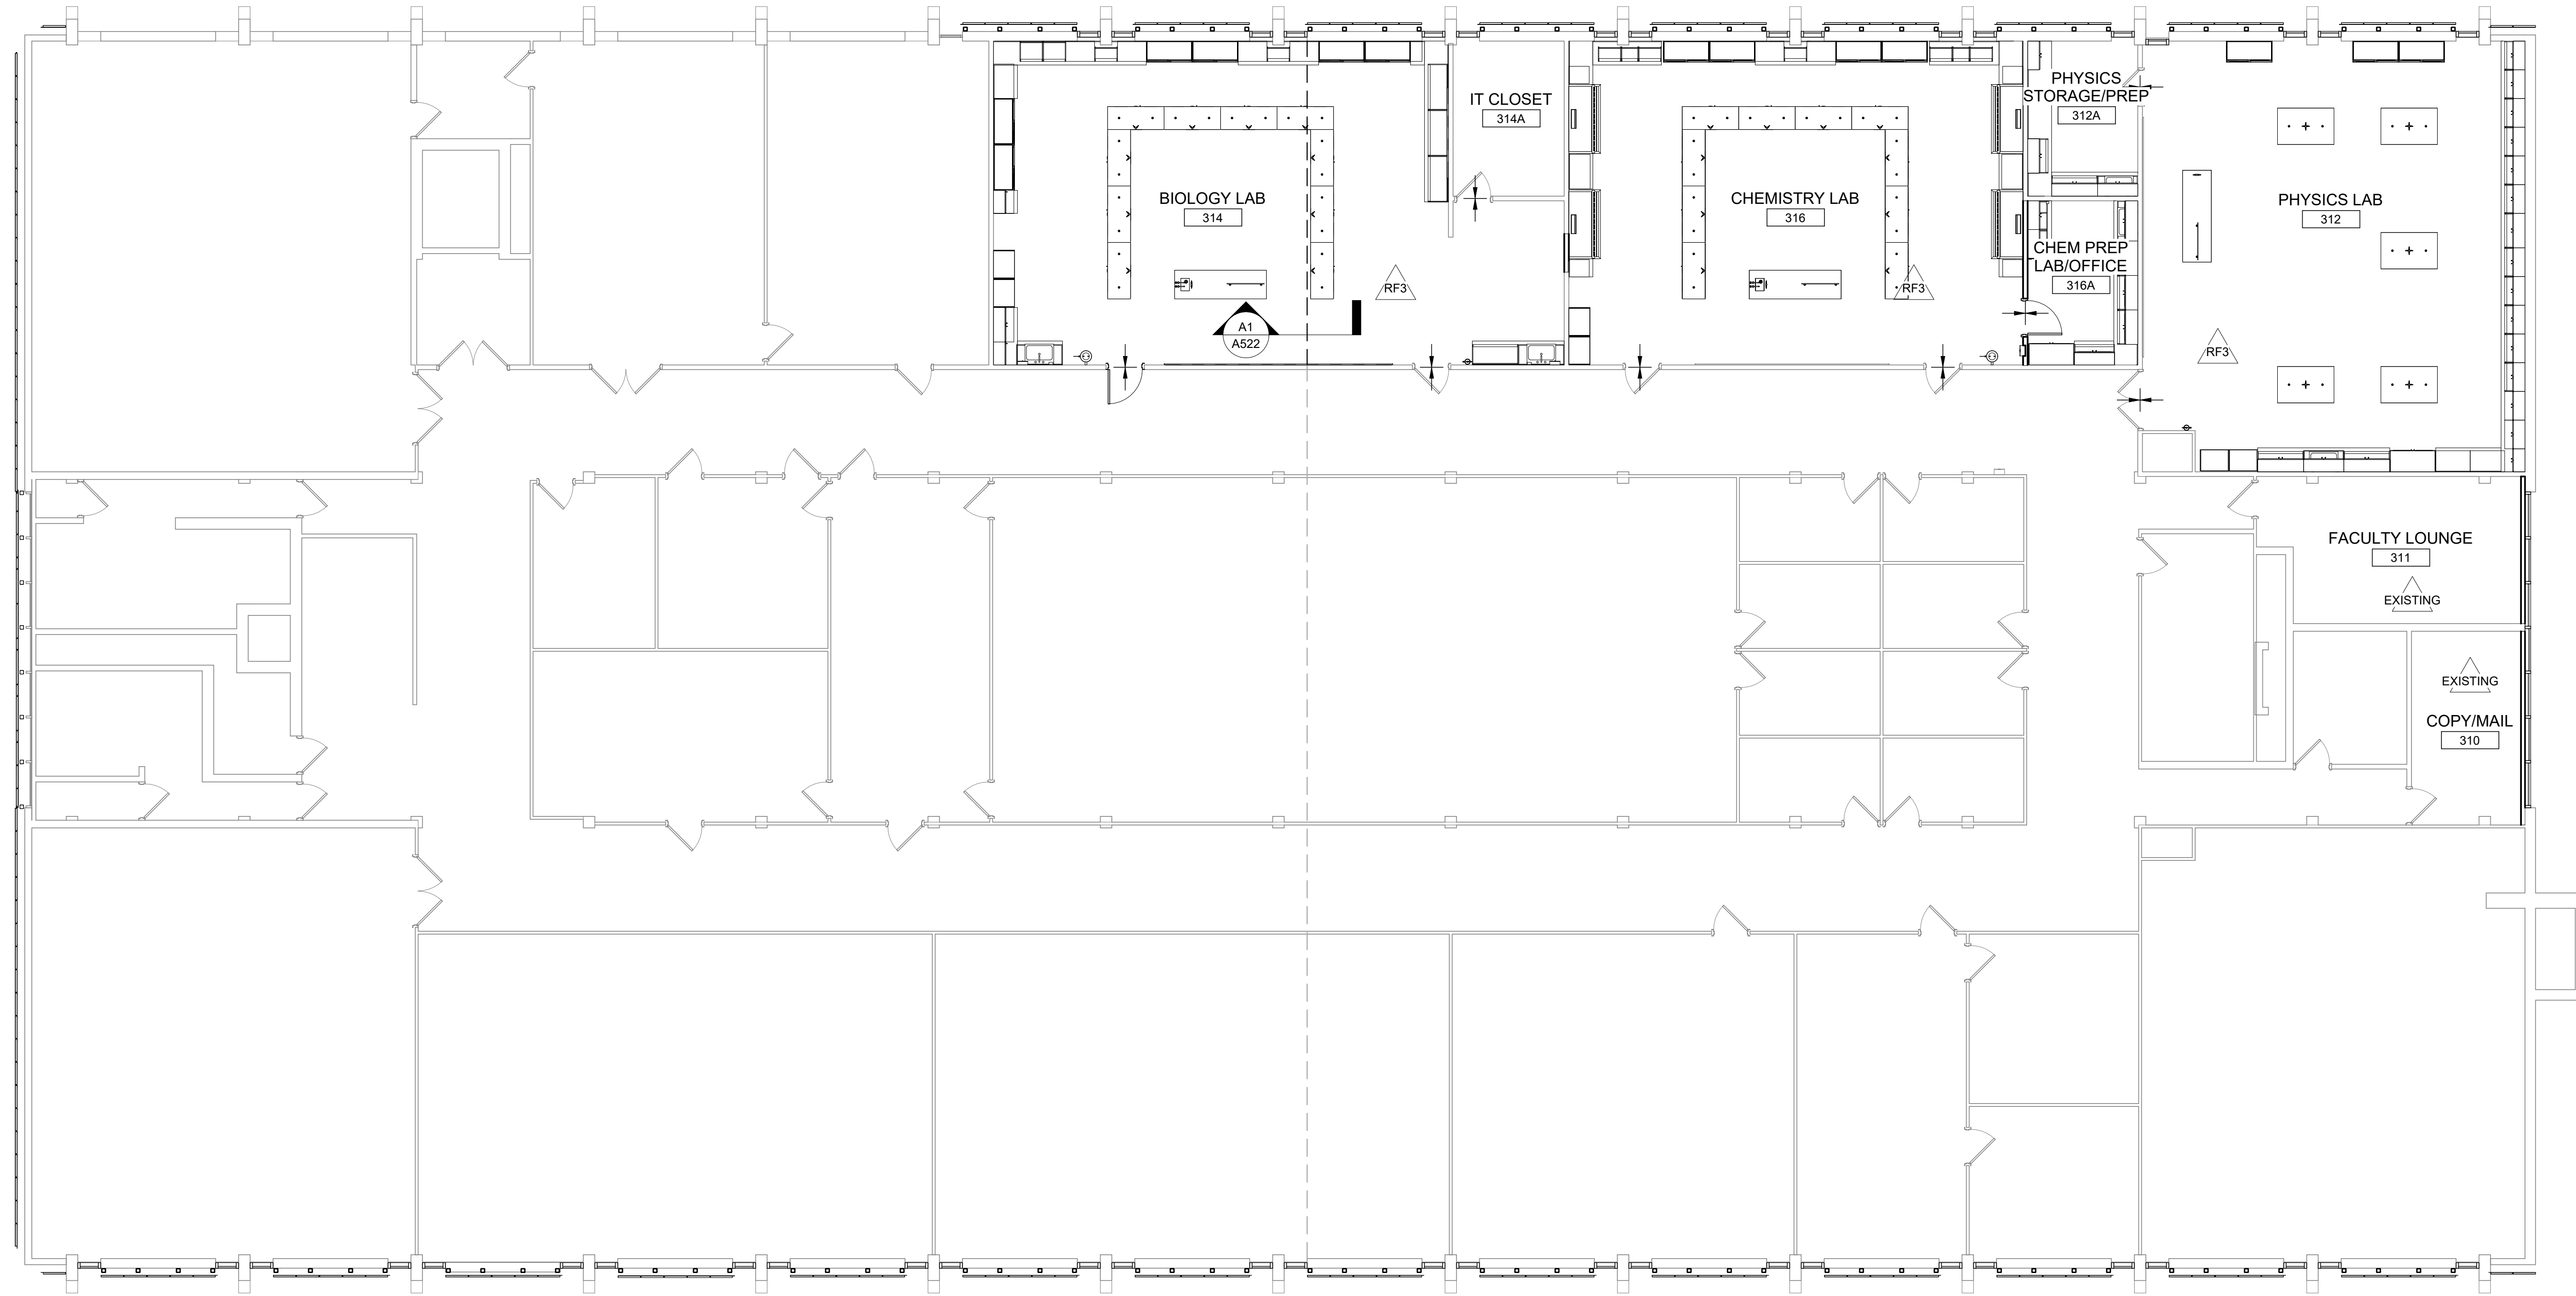 PHYSICS
STORAGE/PREP
312A
IT CLOSET
314A
BIOLOGY LAB
314
CHEMISTRY LAB
316
PHYSICS LAB
312
CHEM PREP
LAB/OFFICE
316A
RF3
RF3
A1
A522
RF3
FACULTY LOUNGE
311
EXISTING
EXISTING
COPY/MAIL
310